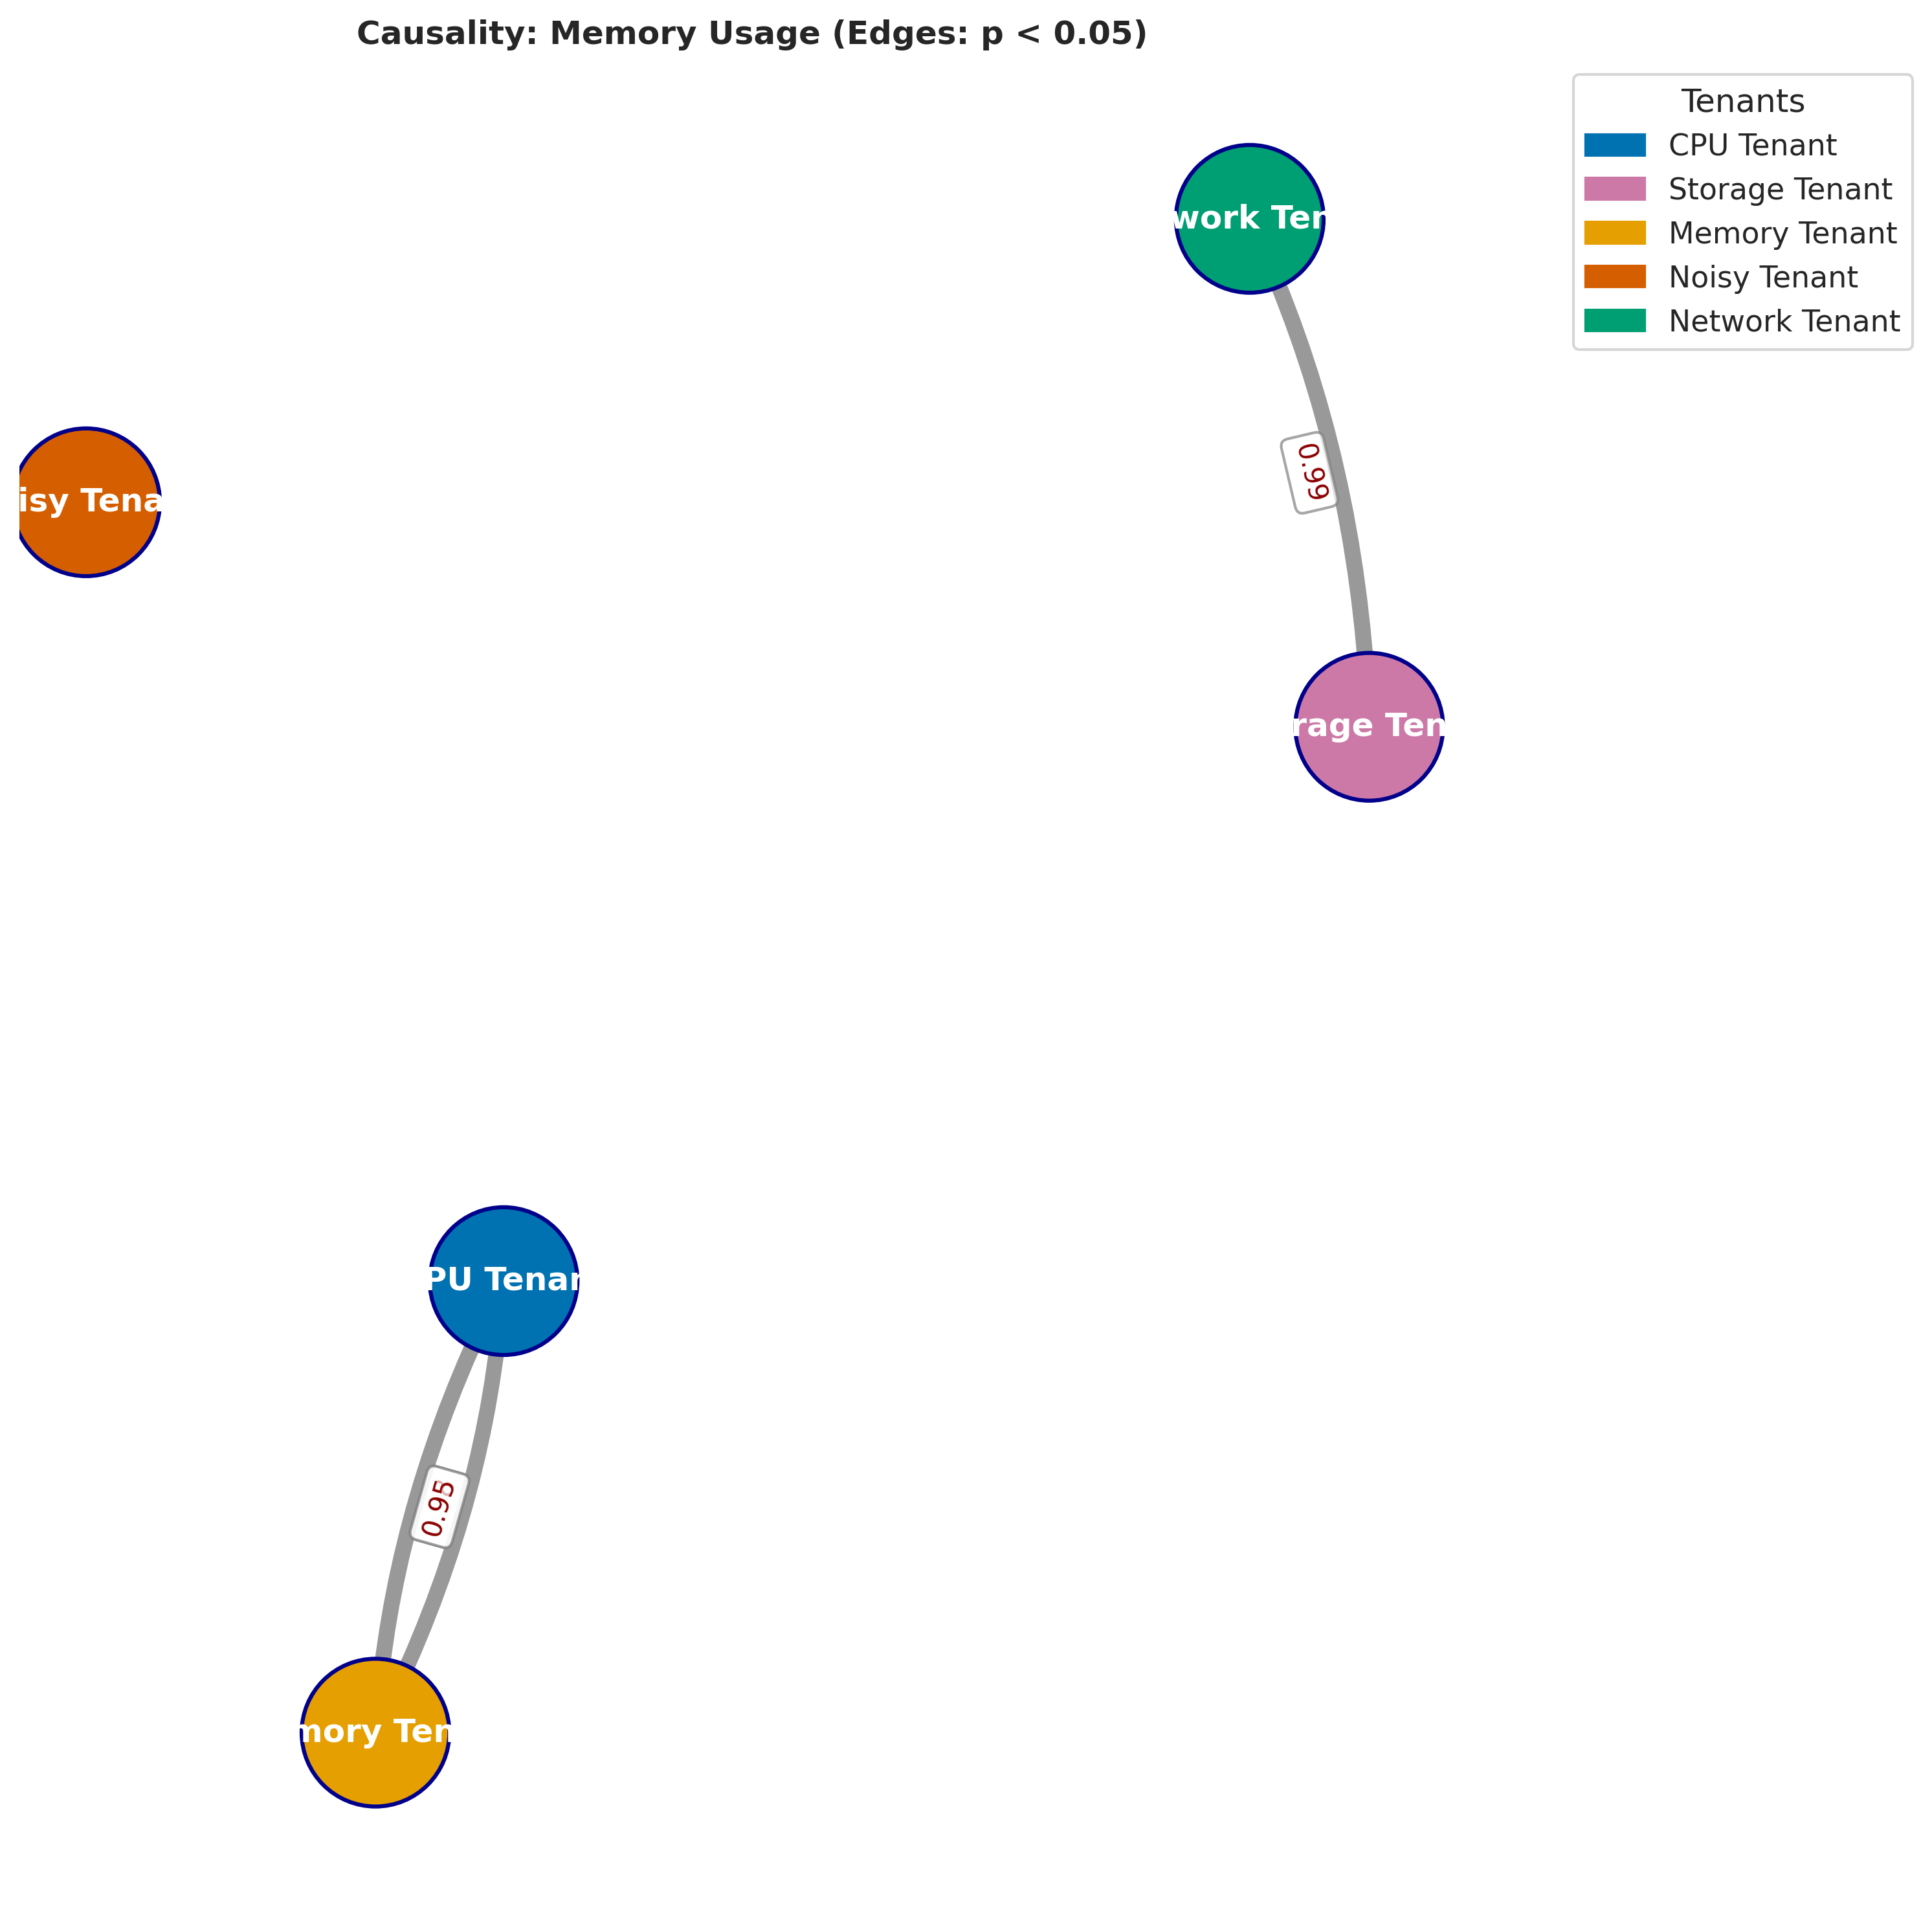 Causality: Memory Usage (Edges: p < 0.05)
Tenants
CPU Tenant
Storage Tenant
Memory Tenant
Noisy Tenant
Network Tenant
work Ten
0.99
isy Tena
rage Ten
PU Tenan
0.95
mory Ten